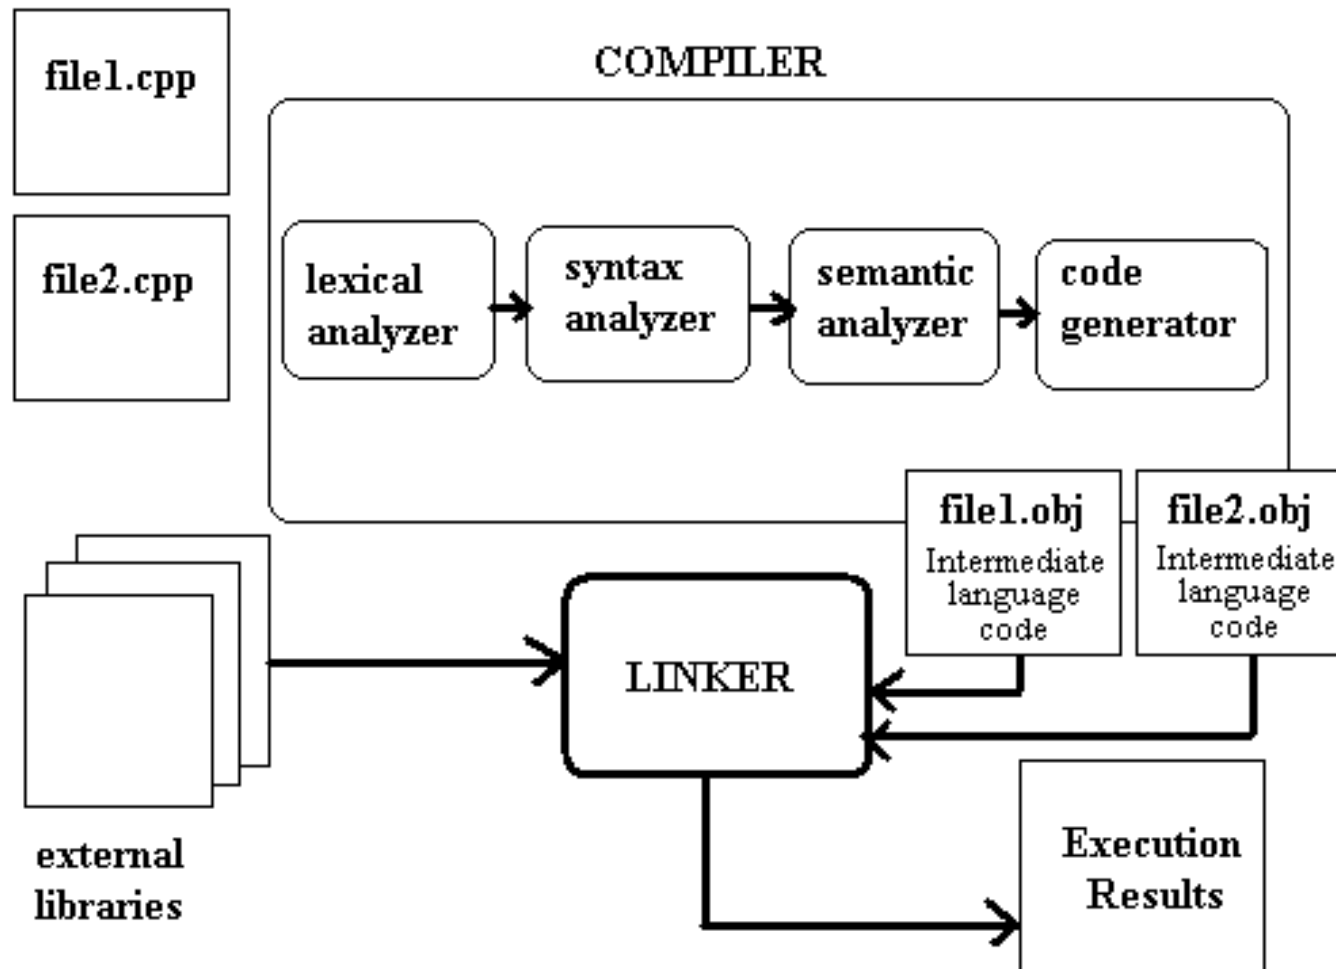 file1.cpp
COMPILER
file2.cpp
lexical
analyzer
syntax
analyzer
semantic
analyzer
code
generator
file1.obj
Intermediate
language
code
file2.obj
Intermediate
language
code
LINKER
external
libraries
Execution
Results